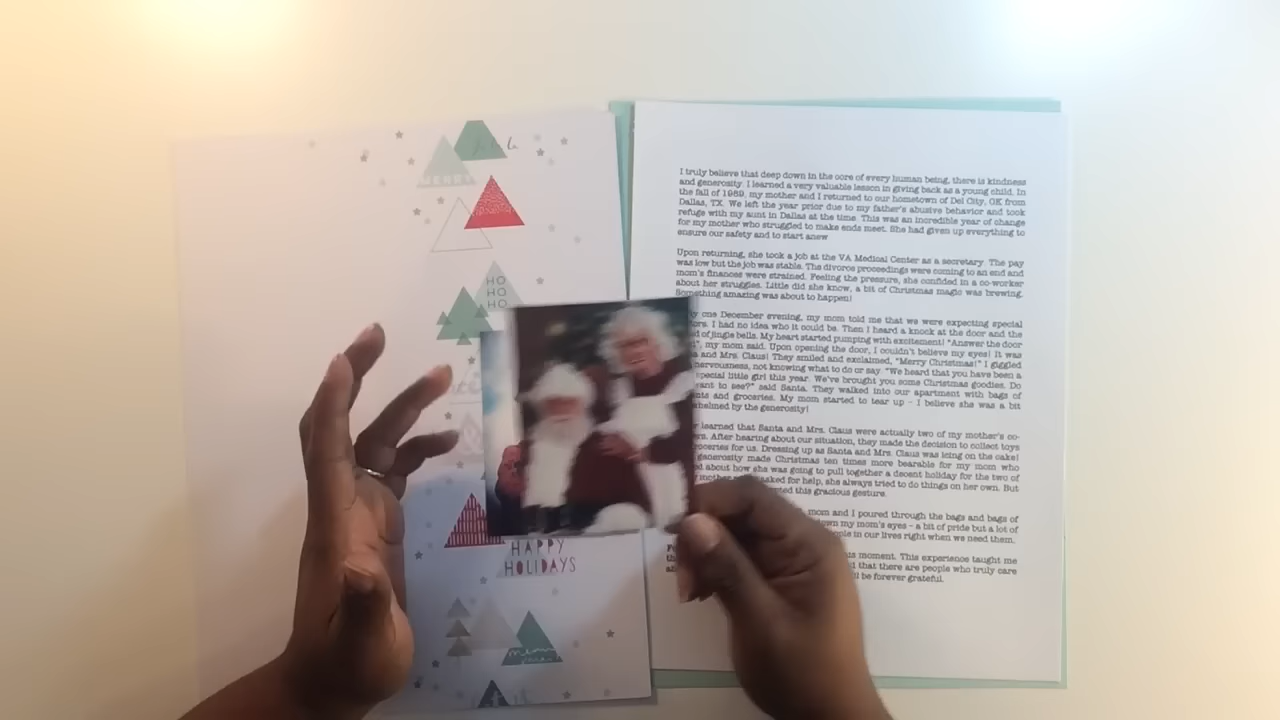 MERRY
HO
HO
HO
HAPPY
HOLIDAYS
merry
I truly believe that deep down in the core of every human being, there is kindness
and generosity. I learned a very valuable lesson in giving back as a young child. In
the fall of 1989, my mother and I returned to our hometown of Del City, OK from
Dallas, TX. We left the year prior due to my father's abusive behavior and took
refuge with my aunt in Dallas at the time. This was an incredible year of change
for my mother who struggled to make ends meet. She had given up everything to
ensure our safety and to start anew
Upon returning, she took a job at the VA Medical Center as a secretary. The pay
was low but the job was stable. The divorce proceedings were coming to an end and
mom's finances were strained. Feeling the pressure, she confided in a co-worker
about her struggles. Little did she know, a bit of Christmas magic was brewing.
Something amazing was about to happen!
one December evening, my mom told me that we were expecting special
I had no idea who it could be. Then I heard a knock at the door and the
of jingle bells. My heart started pumping with excitement! "Answer the door
my mom said. Upon opening the door, I couldn't believe my eyes! It was
and Mrs. Claus! They smiled and exclaimed, "Merry Christmas!" I giggled
nervousness, not knowing what to do or say. "We heard that you have been a
special little girl this year. We've brought you some Christmas goodies. Do
want to see?" said Santa. They walked into our apartment with bags of
and groceries. My mom started to tear up – I believe she was a bit
by the generosity!
learned that Santa and Mrs. Claus were actually two of my mother's co-
After hearing about our situation, they made the decision to collect toys
groceries for us. Dressing up as Santa and Mrs. Claus was icing on the cake!
generosity made Christmas ten times more bearable for my mom who
about how she was going to pull together a decent holiday for the two of
mother asked for help, she always tried to do things on her own. But
this gracious gesture.
mom and I poured through the bags and bags of
my mom's eyes – a bit of pride but a lot of
in our lives right when we need them.
moment. This experience taught me
that there are people who truly care
be forever grateful.